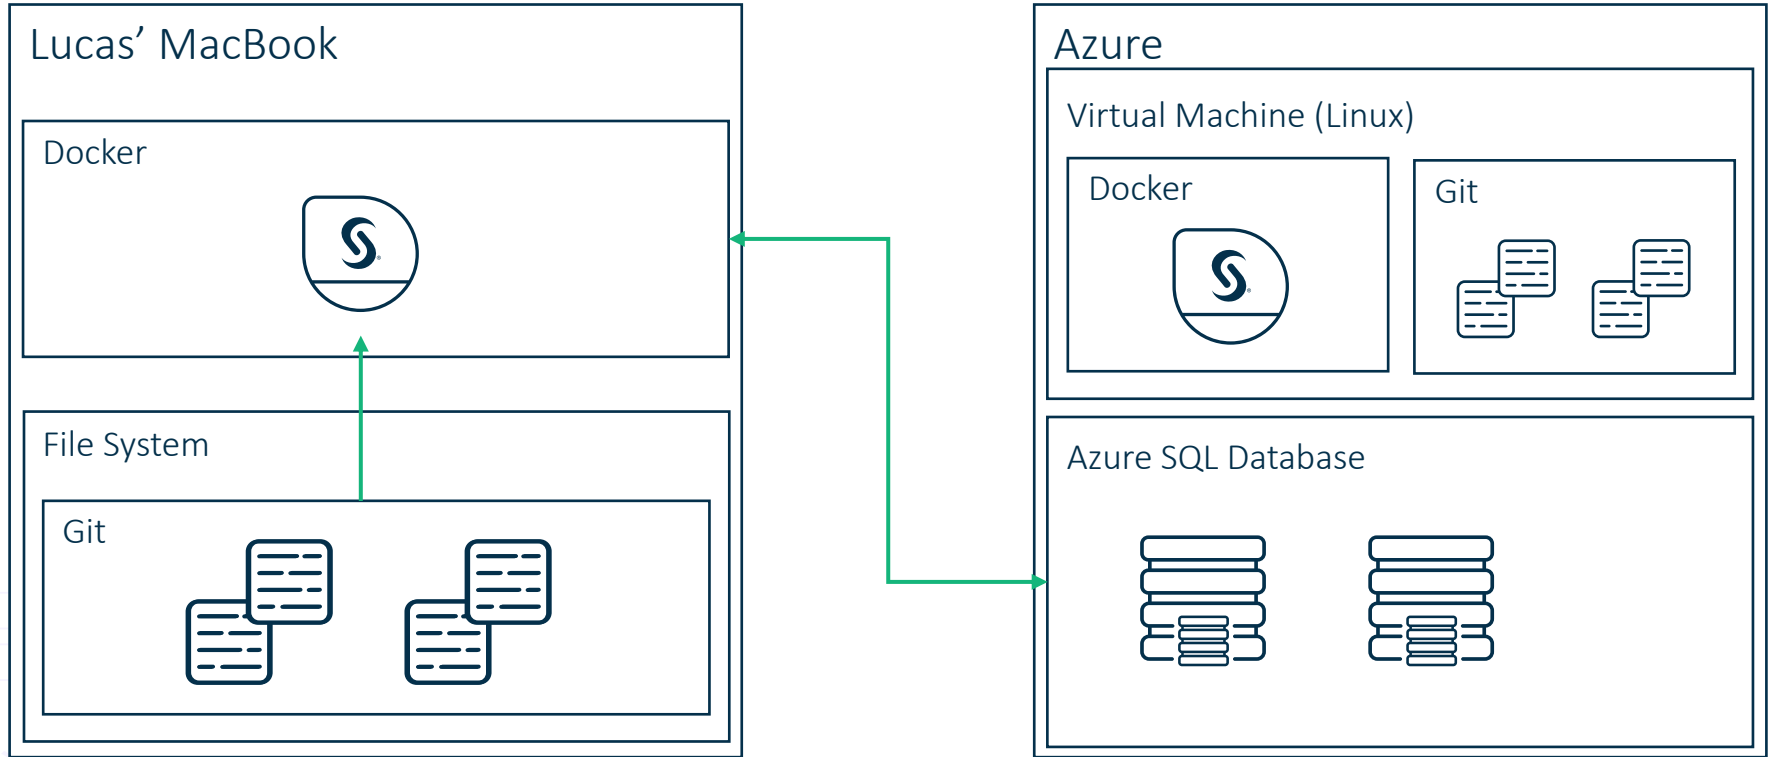 Lucas’ MacBook
Docker
File System
Git
Azure
Virtual Machine (Linux)
Docker
Git
Azure SQL Database